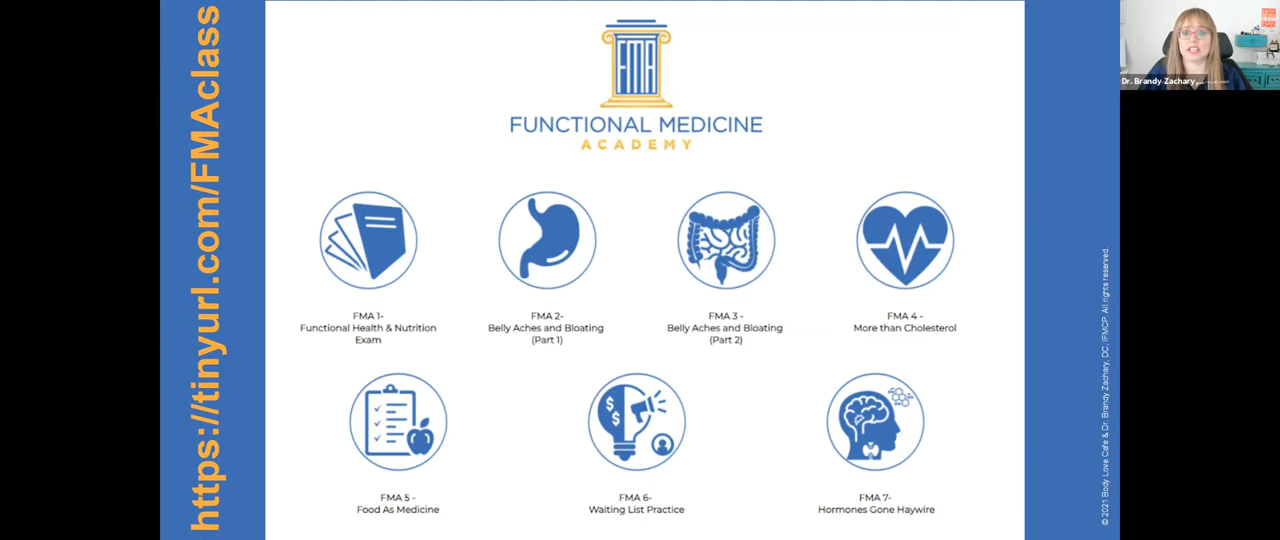 https://tinyurl.com/FMAclass
FMA
FUNCTIONAL MEDICINE
ACADEMY
FMA 1-
Functional Health & Nutrition
Exam
FMA 2-
Belly Aches and Bloating
(Part 1)
FMA 3 -
Belly Aches and Bloating
(Part 2)
FMA 4 -
More than Cholesterol
FMA 5 -
Food As Medicine
FMA 6-
Waiting List Practice
FMA 7-
Hormones Gone Haywire
© 2021 Body Love Cafe & Dr. Brandy Zachary, DC, IFMCP. All rights reserved.
Dr. Brandy Zachary